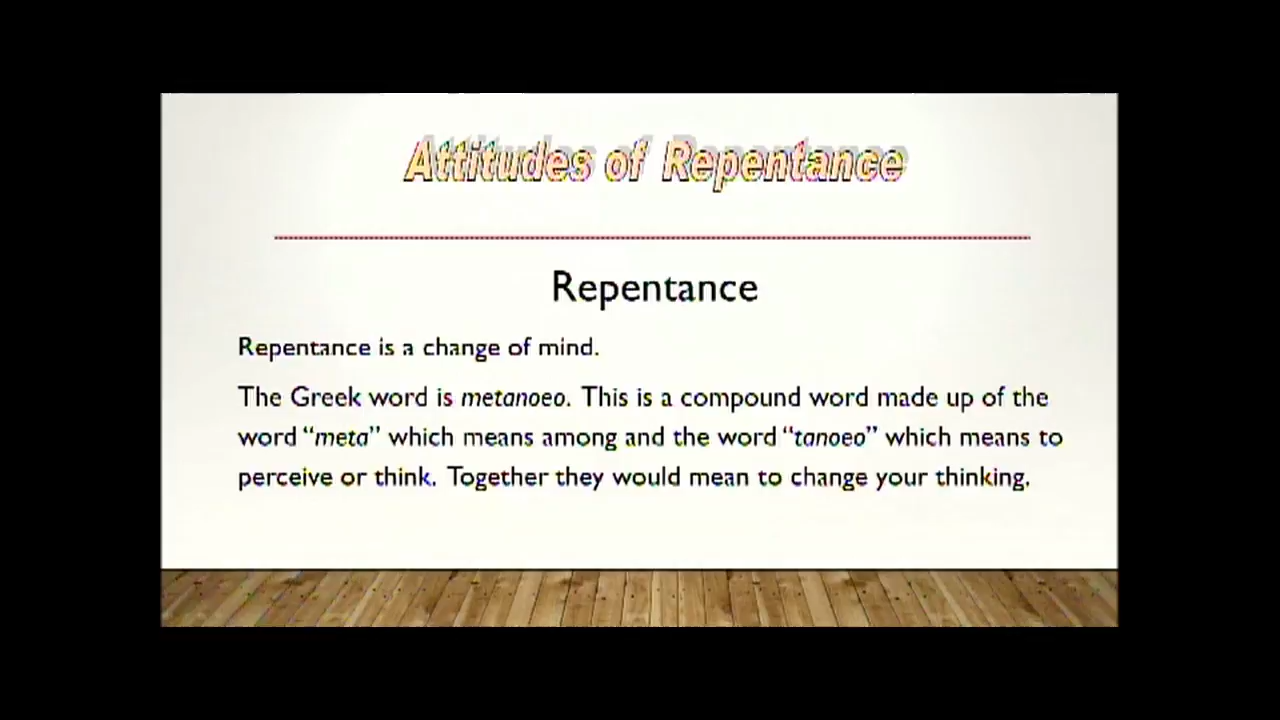 Attitudes of Repentance
Repentance
Repentance is a change of mind.
The Greek word is metanoeo. This is a compound word made up of the
word “meta” which means among and the word “tanoeo” which means to
perceive or think. Together they would mean to change your thinking.